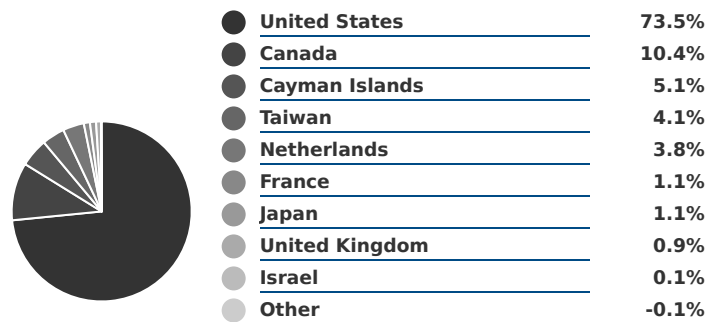 United States 73.5%
Canada 10.4%
Cayman Islands 5.1%
Taiwan 4.1%
Netherlands 3.8%
France 1.1%
Japan 1.1%
United Kingdom 0.9%
Israel 0.1%
Other -0.1%